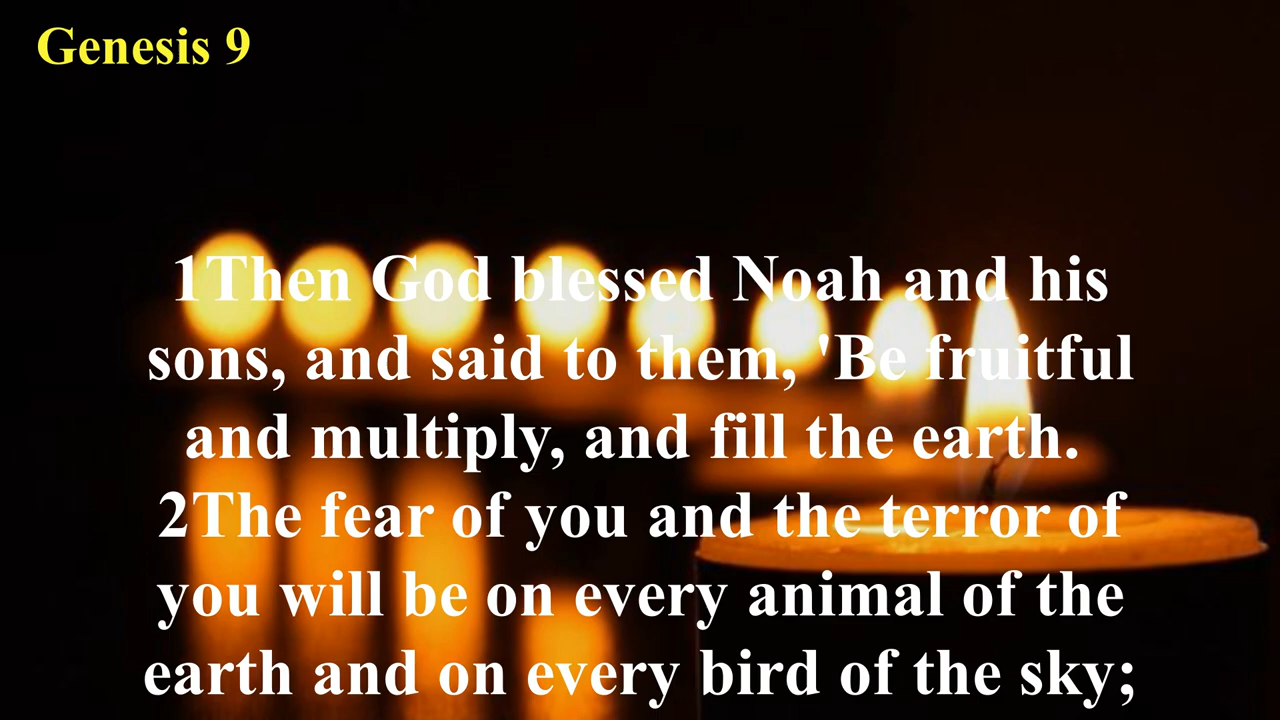 Genesis 9
1Then God blessed Noah and his
sons, and said to them, 'Be fruitful
and multiply, and fill the earth.
2The fear of you and the terror of
you will be on every animal of the
earth and on every bird of the sky;